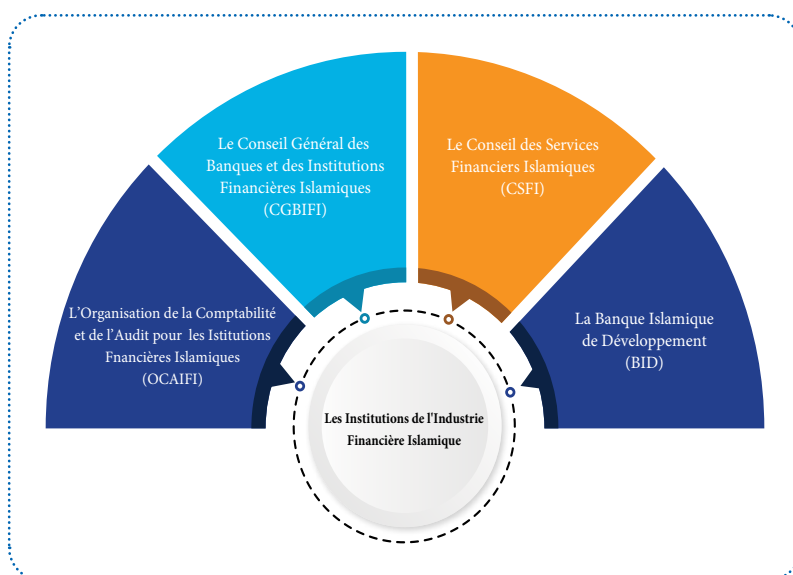 Le Conseil Général des
Banques et des Institutions
Financières Islamiques
(CGBIFI)
Le Conseil des Services
Financiers Islamiques
(CSFI)
L'Organisation de la Comptabilité
et de l'Audit pour les Istitutions
Fnancières Islamiques
(OCAIFI)
La Banque Islamique
de Développement
(BID)
Les Institutions de l'Industrie
Financière Islamique